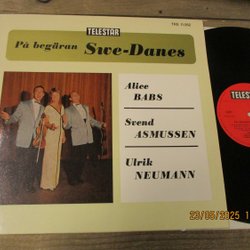 TELESTAR
På begäran Swe-Danes
Alice
BABS
Svend
ASMUSSEN
Ulrik
NEUMANN
TELESTAR
23/05/2025